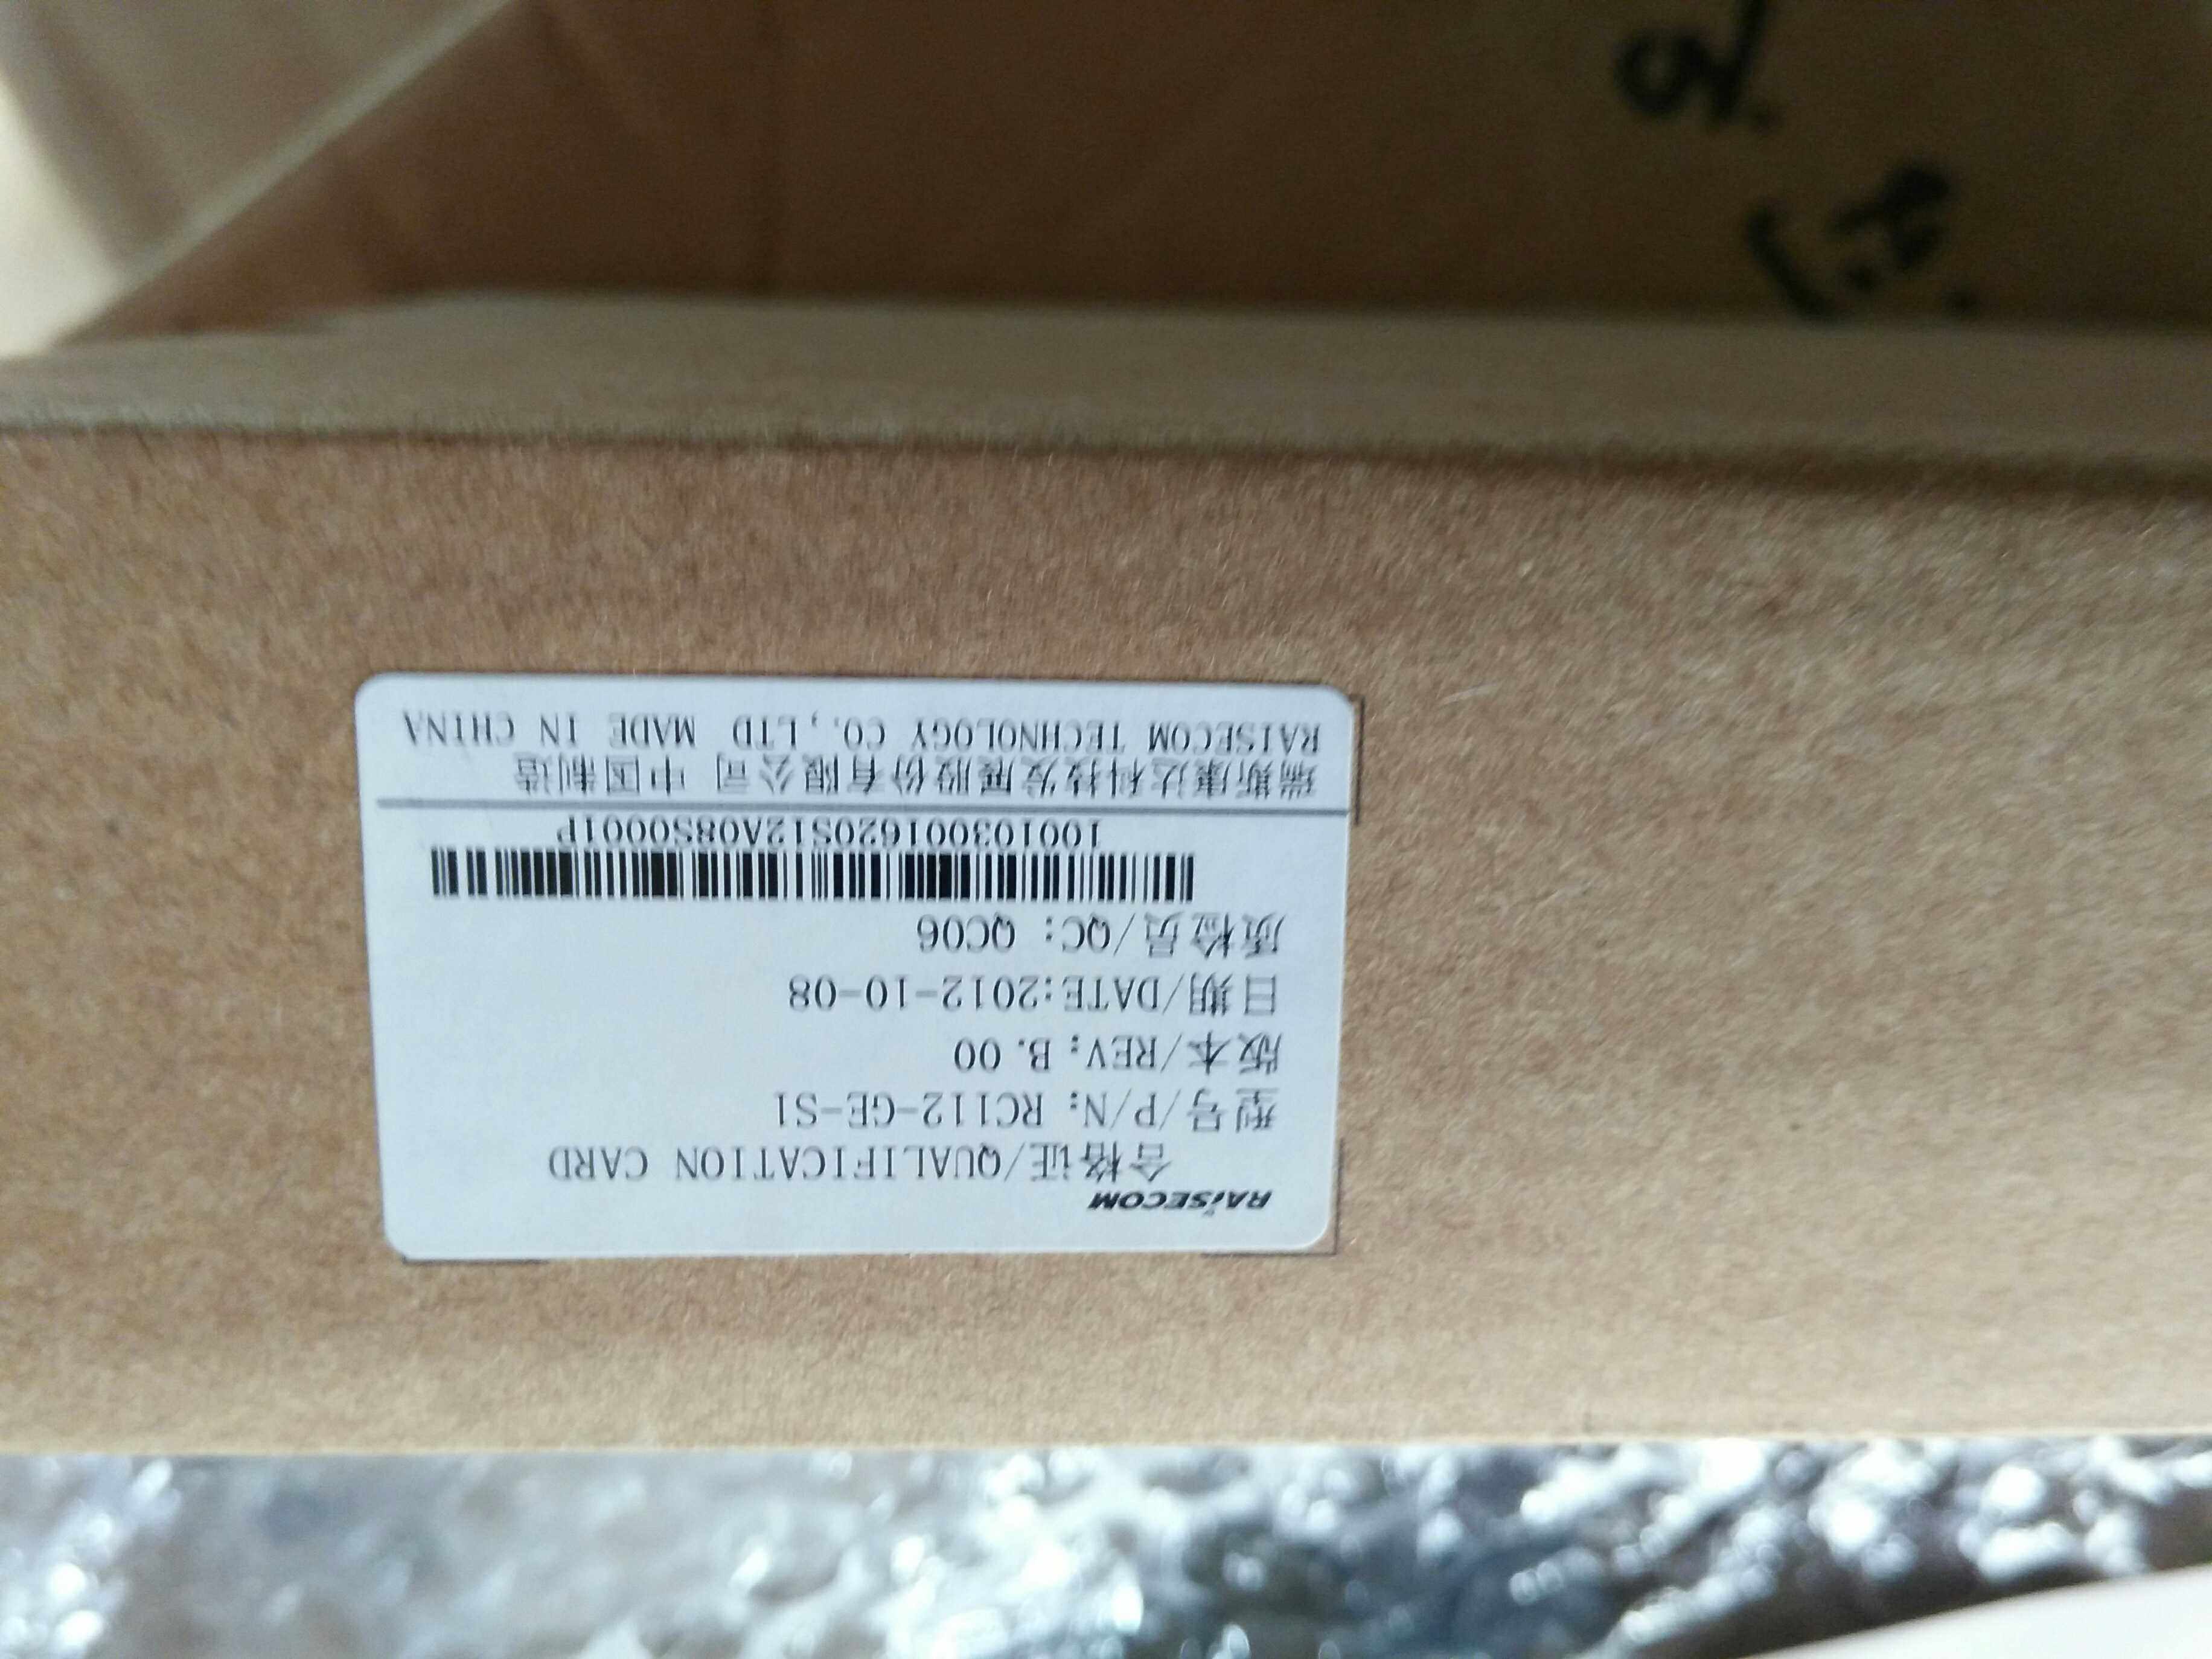 RAISECOM
合格证/QUALIFICATION CARD
型号/P/N: RC112-GE-S1
版本/REV: B.00
日期/DATE:2012-10-08
质检员/QC: QC06
100103001620S12A08S0001P
瑞斯康达科技发展股份有限公司 中国制造
RAISECOM TECHNOLOGY CO.,LTD MADE IN CHINA